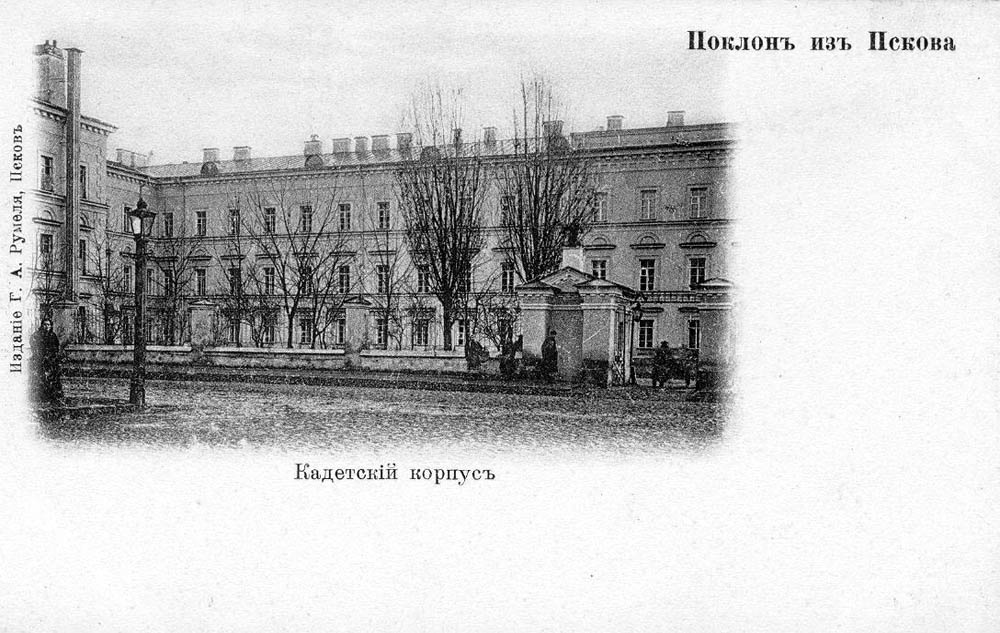 Поклонъ изъ Пскова
Изданіе Г. А. Румеля, Псковъ
Кадетскій корпусъ